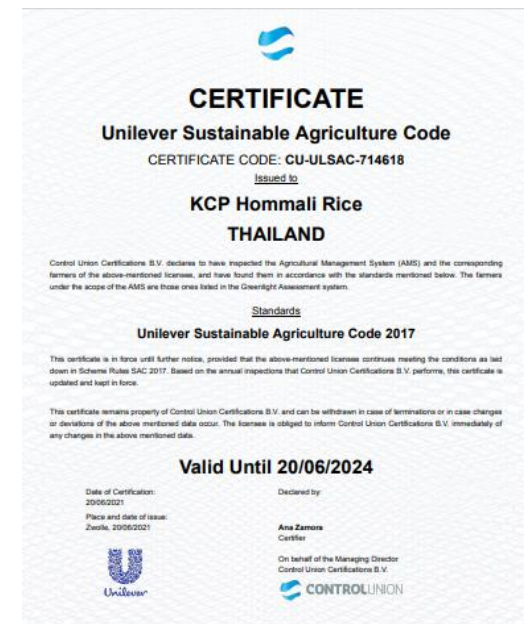 CERTIFICATE
Unilever Sustainable Agriculture Code
CERTIFICATE CODE: CU-ULSAC-714618
Issued to
KCP Hommali Rice
THAILAND
Control Union Certifications B.V. declares to have inspected the Agricultural Management System (AMS) and the corresponding
farmers of the above-mentioned licensee, and have found them in accordance with the standards mentioned below. The farmers
under the scope of the AMS are those ones listed in the Greenlight Assessment system.
Standards
Unilever Sustainable Agriculture Code 2017
This certificate is in force until further notice, provided that the above-mentioned licensee continues meeting the conditions as laid
down in Scheme Rules SAC 2017. Based on the annual inspections that Control Union Certifications B.V. performs, this certificate is
updated and kept in force.
This certificate remains property of Control Union Certifications B.V. and can be withdrawn in case of terminations or in case changes
or deviations of the above mentioned data occur. The licensee is obliged to inform Control Union Certifications B.V. immediately of
any changes in the above mentioned data.
Valid Until 20/06/2024
Date of Certification:
20/06/2021
Declared by:
Place and date of issue:
Zwolle, 20/06/2021
Ana Zamora
Certifier
On behalf of the Managing Director
Control Union Certifications B.V.
Unilever
CONTROLUNION